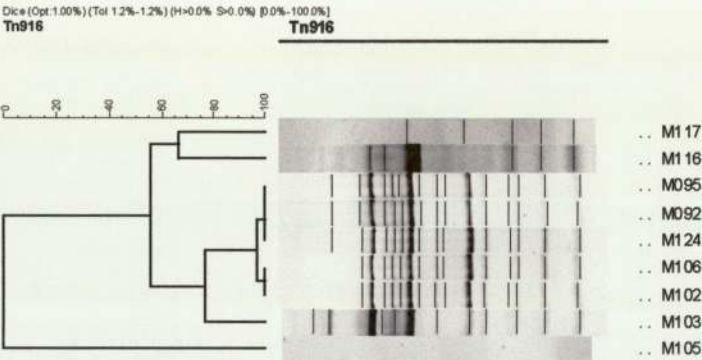 Dice (Opt:1.00%) (Tol 1.2%-1.2%) (H>0.0% S>0.0%) [0.0%-100.0%]
Tn916 Tn916
0 20 40 60 80 100
.. M117
.. M116
.. M095
.. M092
.. M124
.. M106
.. M102
.. M103
.. M105